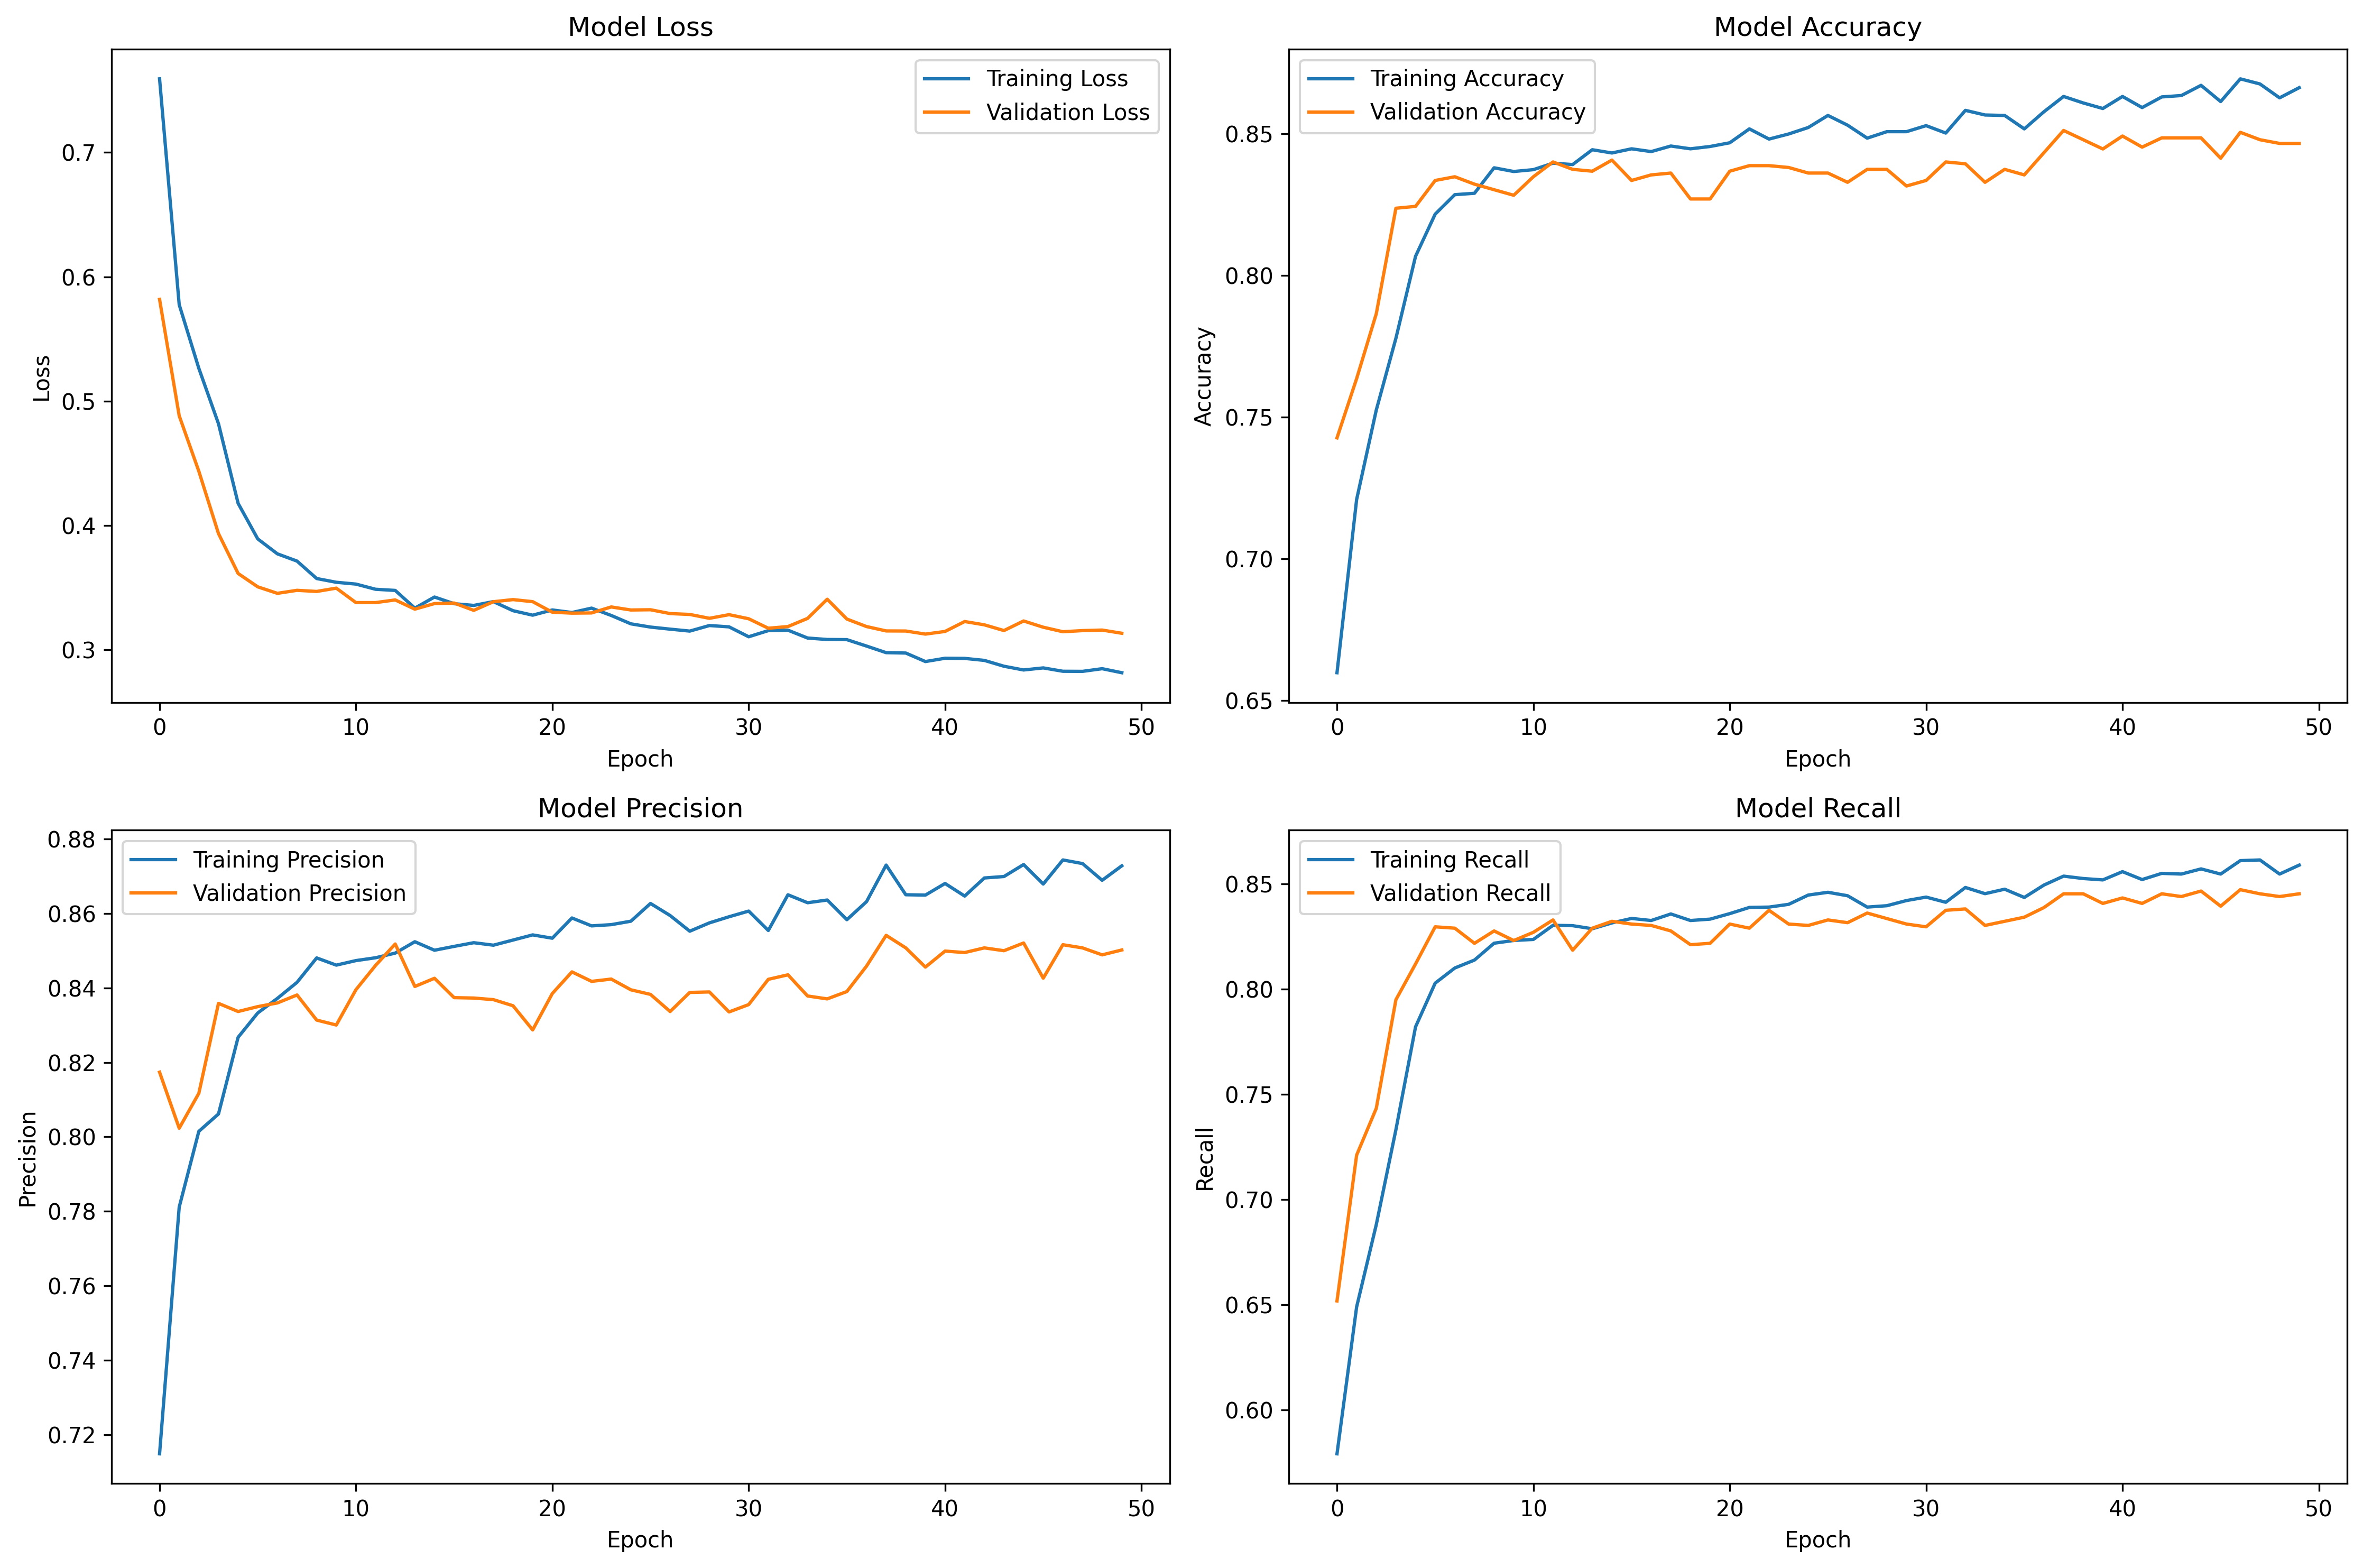 Model Loss
Training Loss
Validation Loss
Loss
0.7
0.6
0.5
0.4
0.3
0 10 20 30 40 50
Epoch
Model Accuracy
Training Accuracy
Validation Accuracy
Accuracy
0.85
0.80
0.75
0.70
0.65
0 10 20 30 40 50
Epoch
Model Precision
Training Precision
Validation Precision
Precision
0.88
0.86
0.84
0.82
0.80
0.78
0.76
0.74
0.72
0 10 20 30 40 50
Epoch
Model Recall
Training Recall
Validation Recall
Recall
0.85
0.80
0.75
0.70
0.65
0.60
0 10 20 30 40 50
Epoch